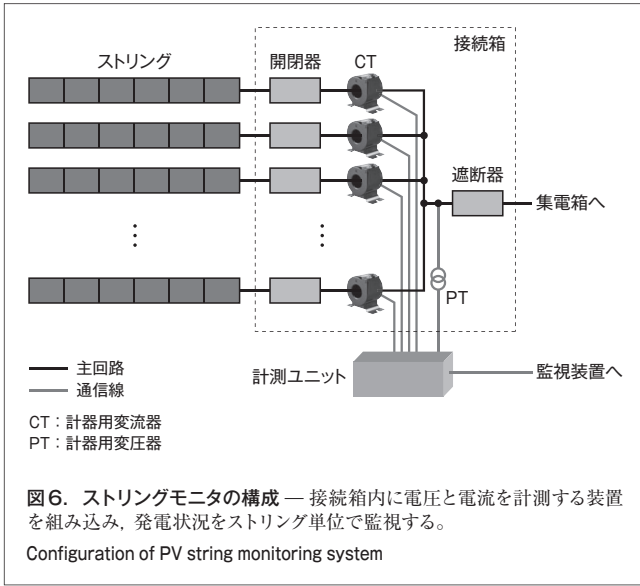 接続箱
ストリング
開閉器
CT
遮断器
集電箱へ
PT
計測ユニット
監視装置へ
主回路
通信線
CT：計器用変流器
PT：計器用変圧器
図6. ストリングモニタの構成 — 接続箱内に電圧と電流を計測する装置
を組み込み，発電状況をストリング単位で監視する。
Configuration of PV string monitoring system